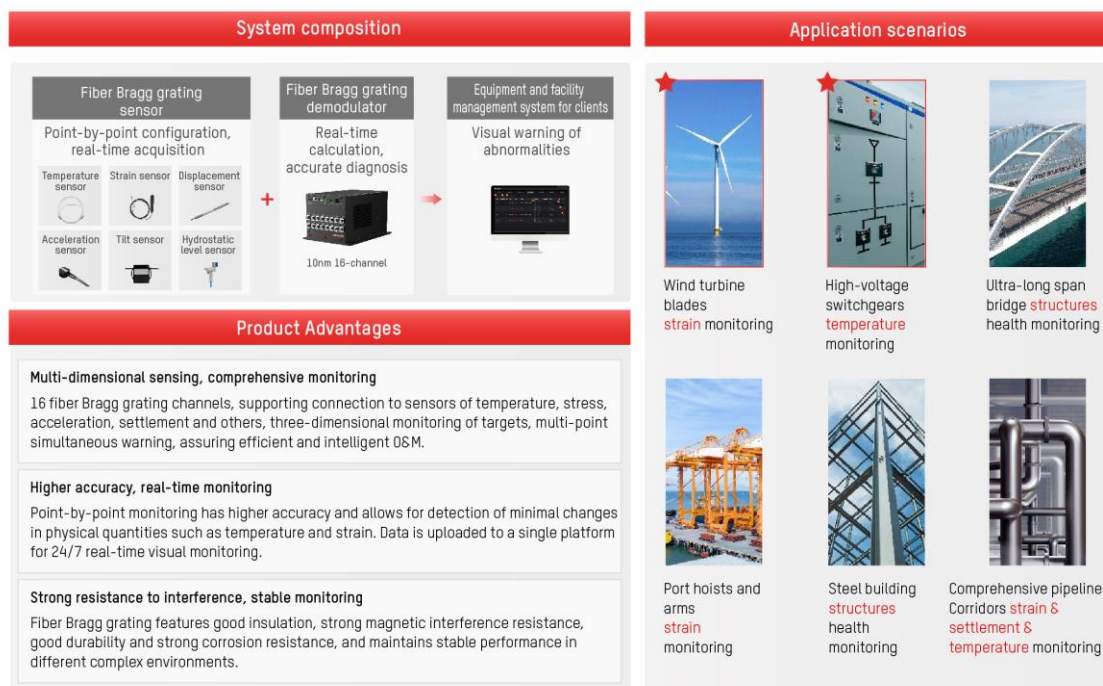 System composition
Fiber Bragg grating
sensor
Point-by-point configuration,
real-time acquisition
Temperature
sensor
Strain sensor
Displacement
sensor
Acceleration
sensor
Tilt sensor
Hydrostatic
level sensor
+
Fiber Bragg grating
demodulator
Real-time
calculation,
accurate diagnosis
10nm 16-channel
Equipment and facility
management system for clients
Visual warning of
abnormalities
Product Advantages
Multi-dimensional sensing, comprehensive monitoring
16 fiber Bragg grating channels, supporting connection to sensors of temperature, stress,
acceleration, settlement and others, three-dimensional monitoring of targets, multi-point
simultaneous warning, assuring efficient and intelligent O&M.
Higher accuracy, real-time monitoring
Point-by-point monitoring has higher accuracy and allows for detection of minimal changes
in physical quantities such as temperature and strain. Data is uploaded to a single platform
for 24/7 real-time visual monitoring.
Strong resistance to interference, stable monitoring
Fiber Bragg grating features good insulation, strong magnetic interference resistance,
good durability and strong corrosion resistance, and maintains stable performance in
different complex environments.
Application scenarios
Wind turbine
blades
strain monitoring
High-voltage
switchgears
temperature
monitoring
Ultra-long span
bridge structures
health monitoring
Port hoists and
arms
strain
monitoring
Steel building
structures
health
monitoring
Comprehensive pipeline
Corridors strain &
settlement &
temperature monitoring